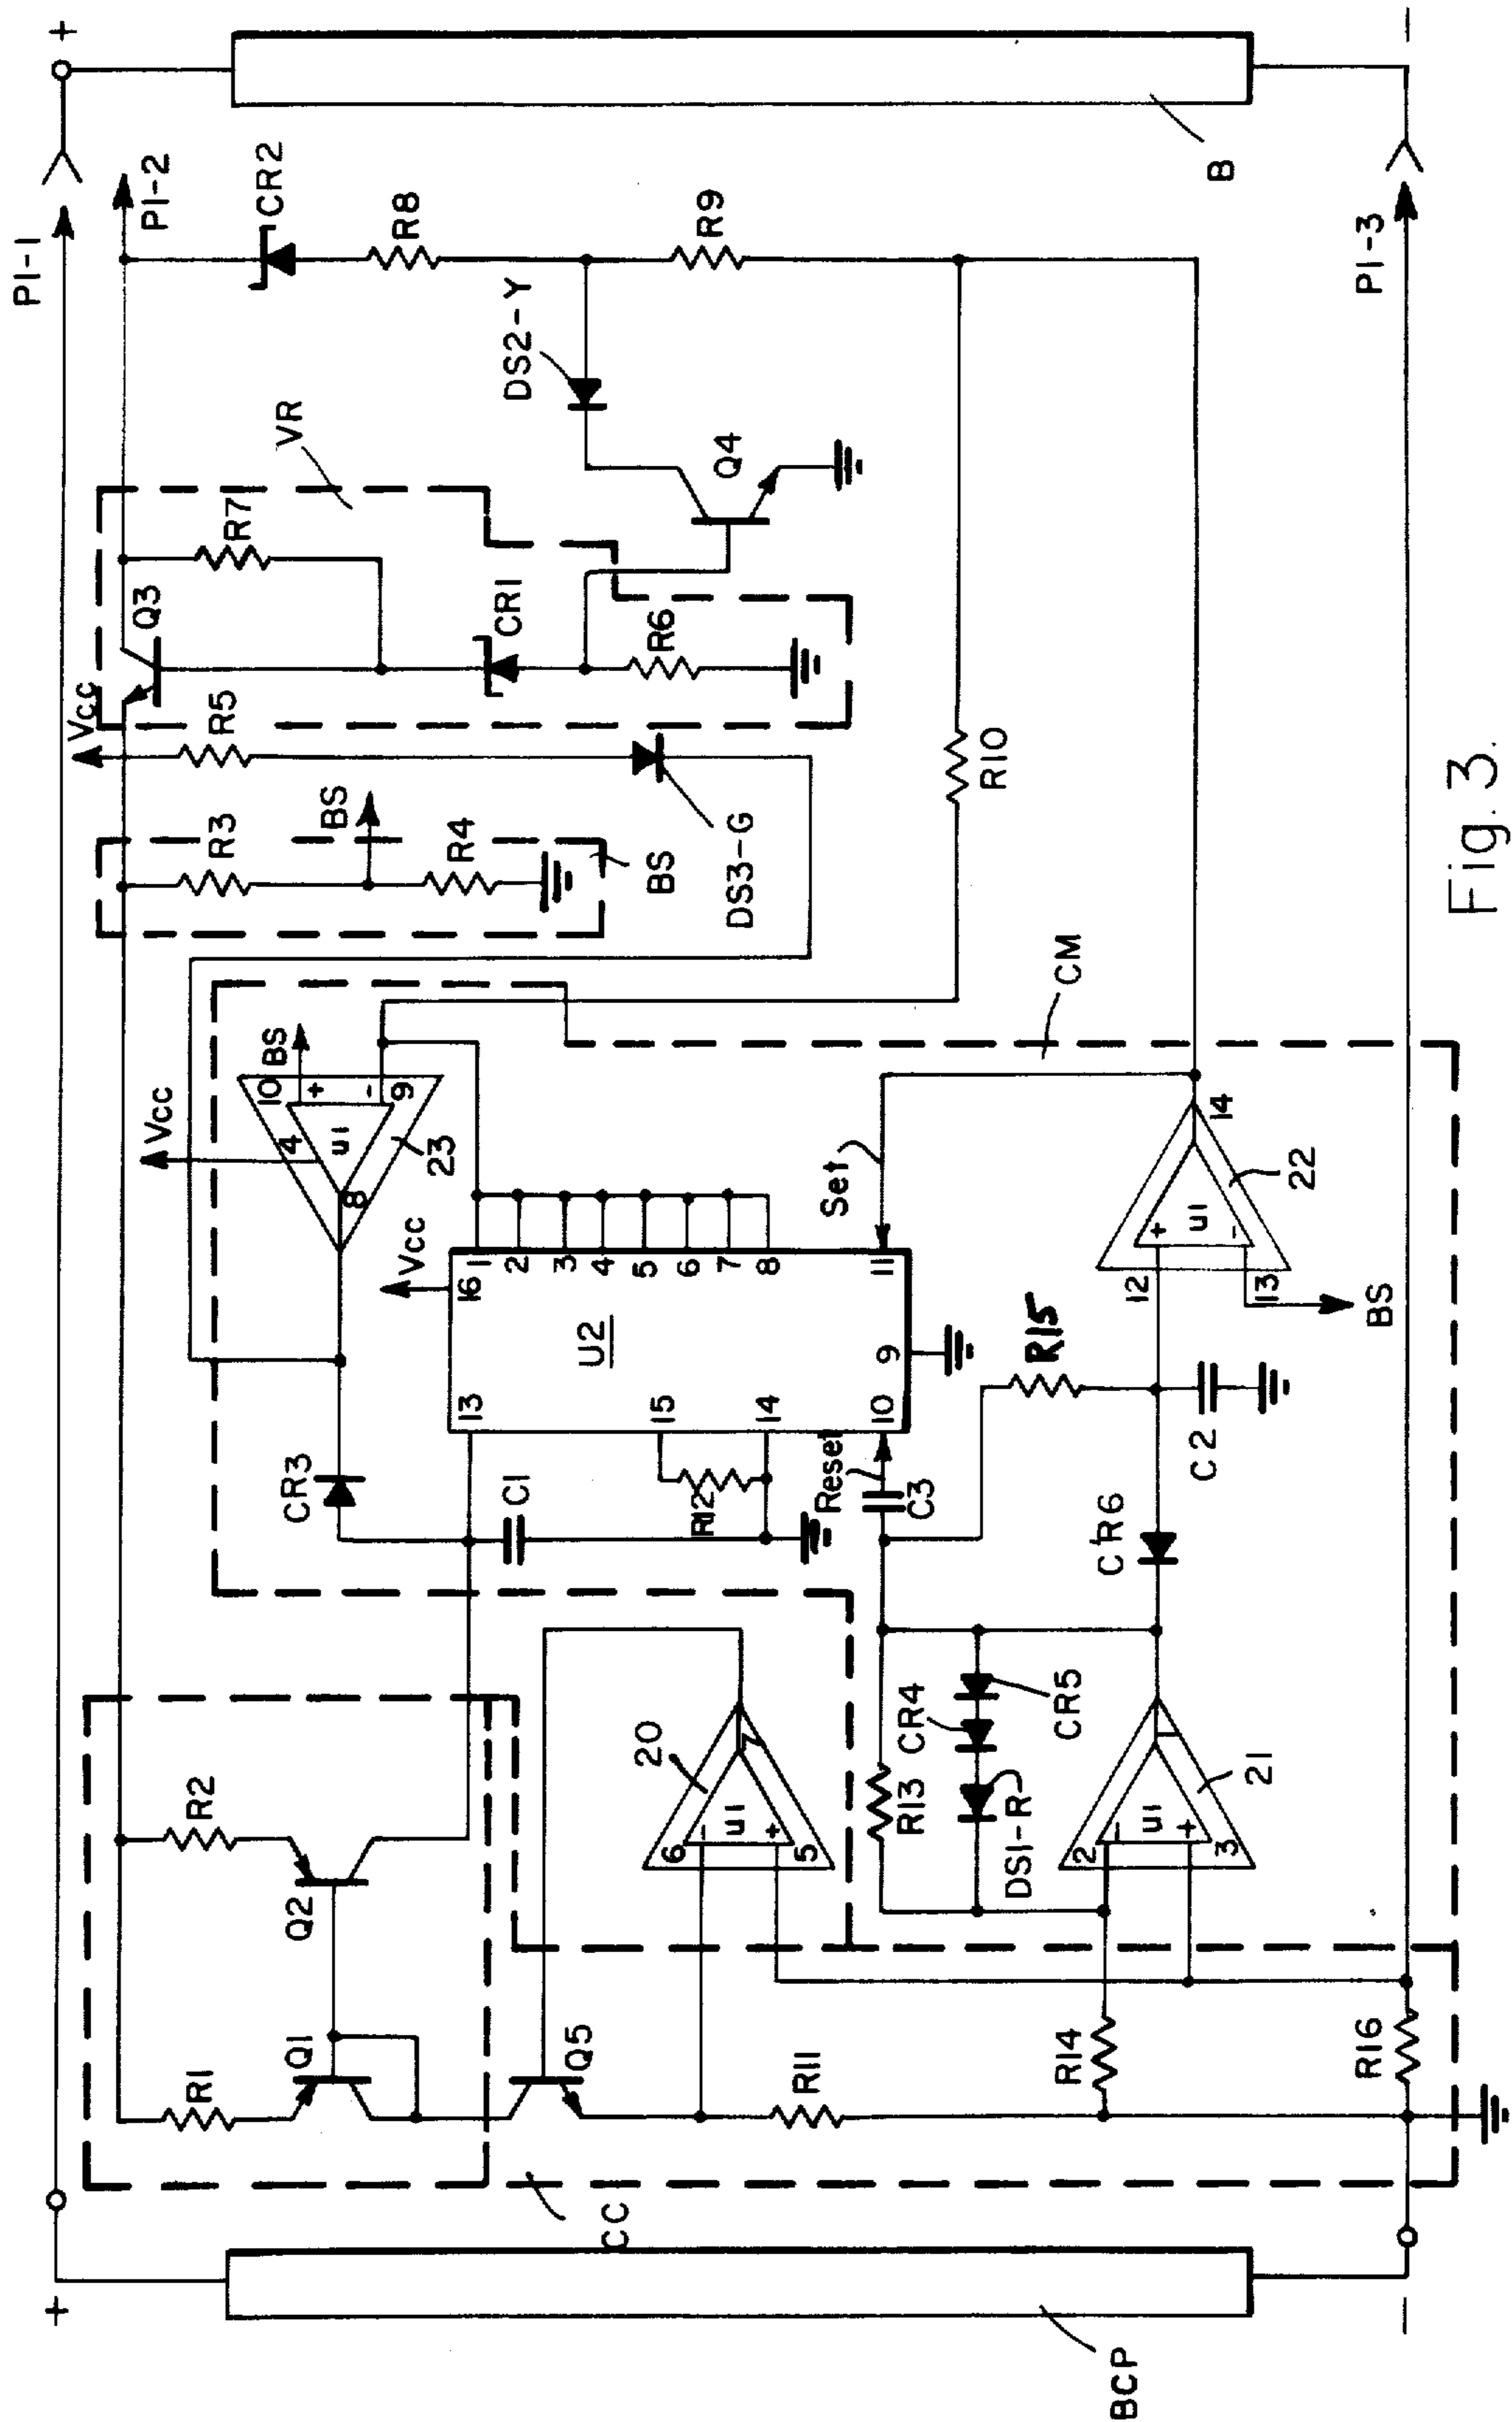 +
P1-1
+
P1-2
CR2
R8
R9
DS2-Y
VR
Q4
R7
Q3
CR1
R6
Vcc
R5
R3
BS
R4
BS
DS3-G
R10
B
P1-3
-
CM
Vcc
10
BS
+
4
U1
-
9
8
23
Vcc
16
1
2
3
4
5
6
7
8
11
Set
U2
13
15
14
10
9
Reset
CR3
C1
R12
C3
R15
14
22
U1
+
-
12
13
BS
C2
CR6
R2
Q2
R1
Q1
Q5
20
6
U1
-
+
5
7
R13
CR4
CR5
DS1-R
2
U1
-
+
3
1
21
R11
R14
R16
CC
+
BCP
-
Fig. 3.